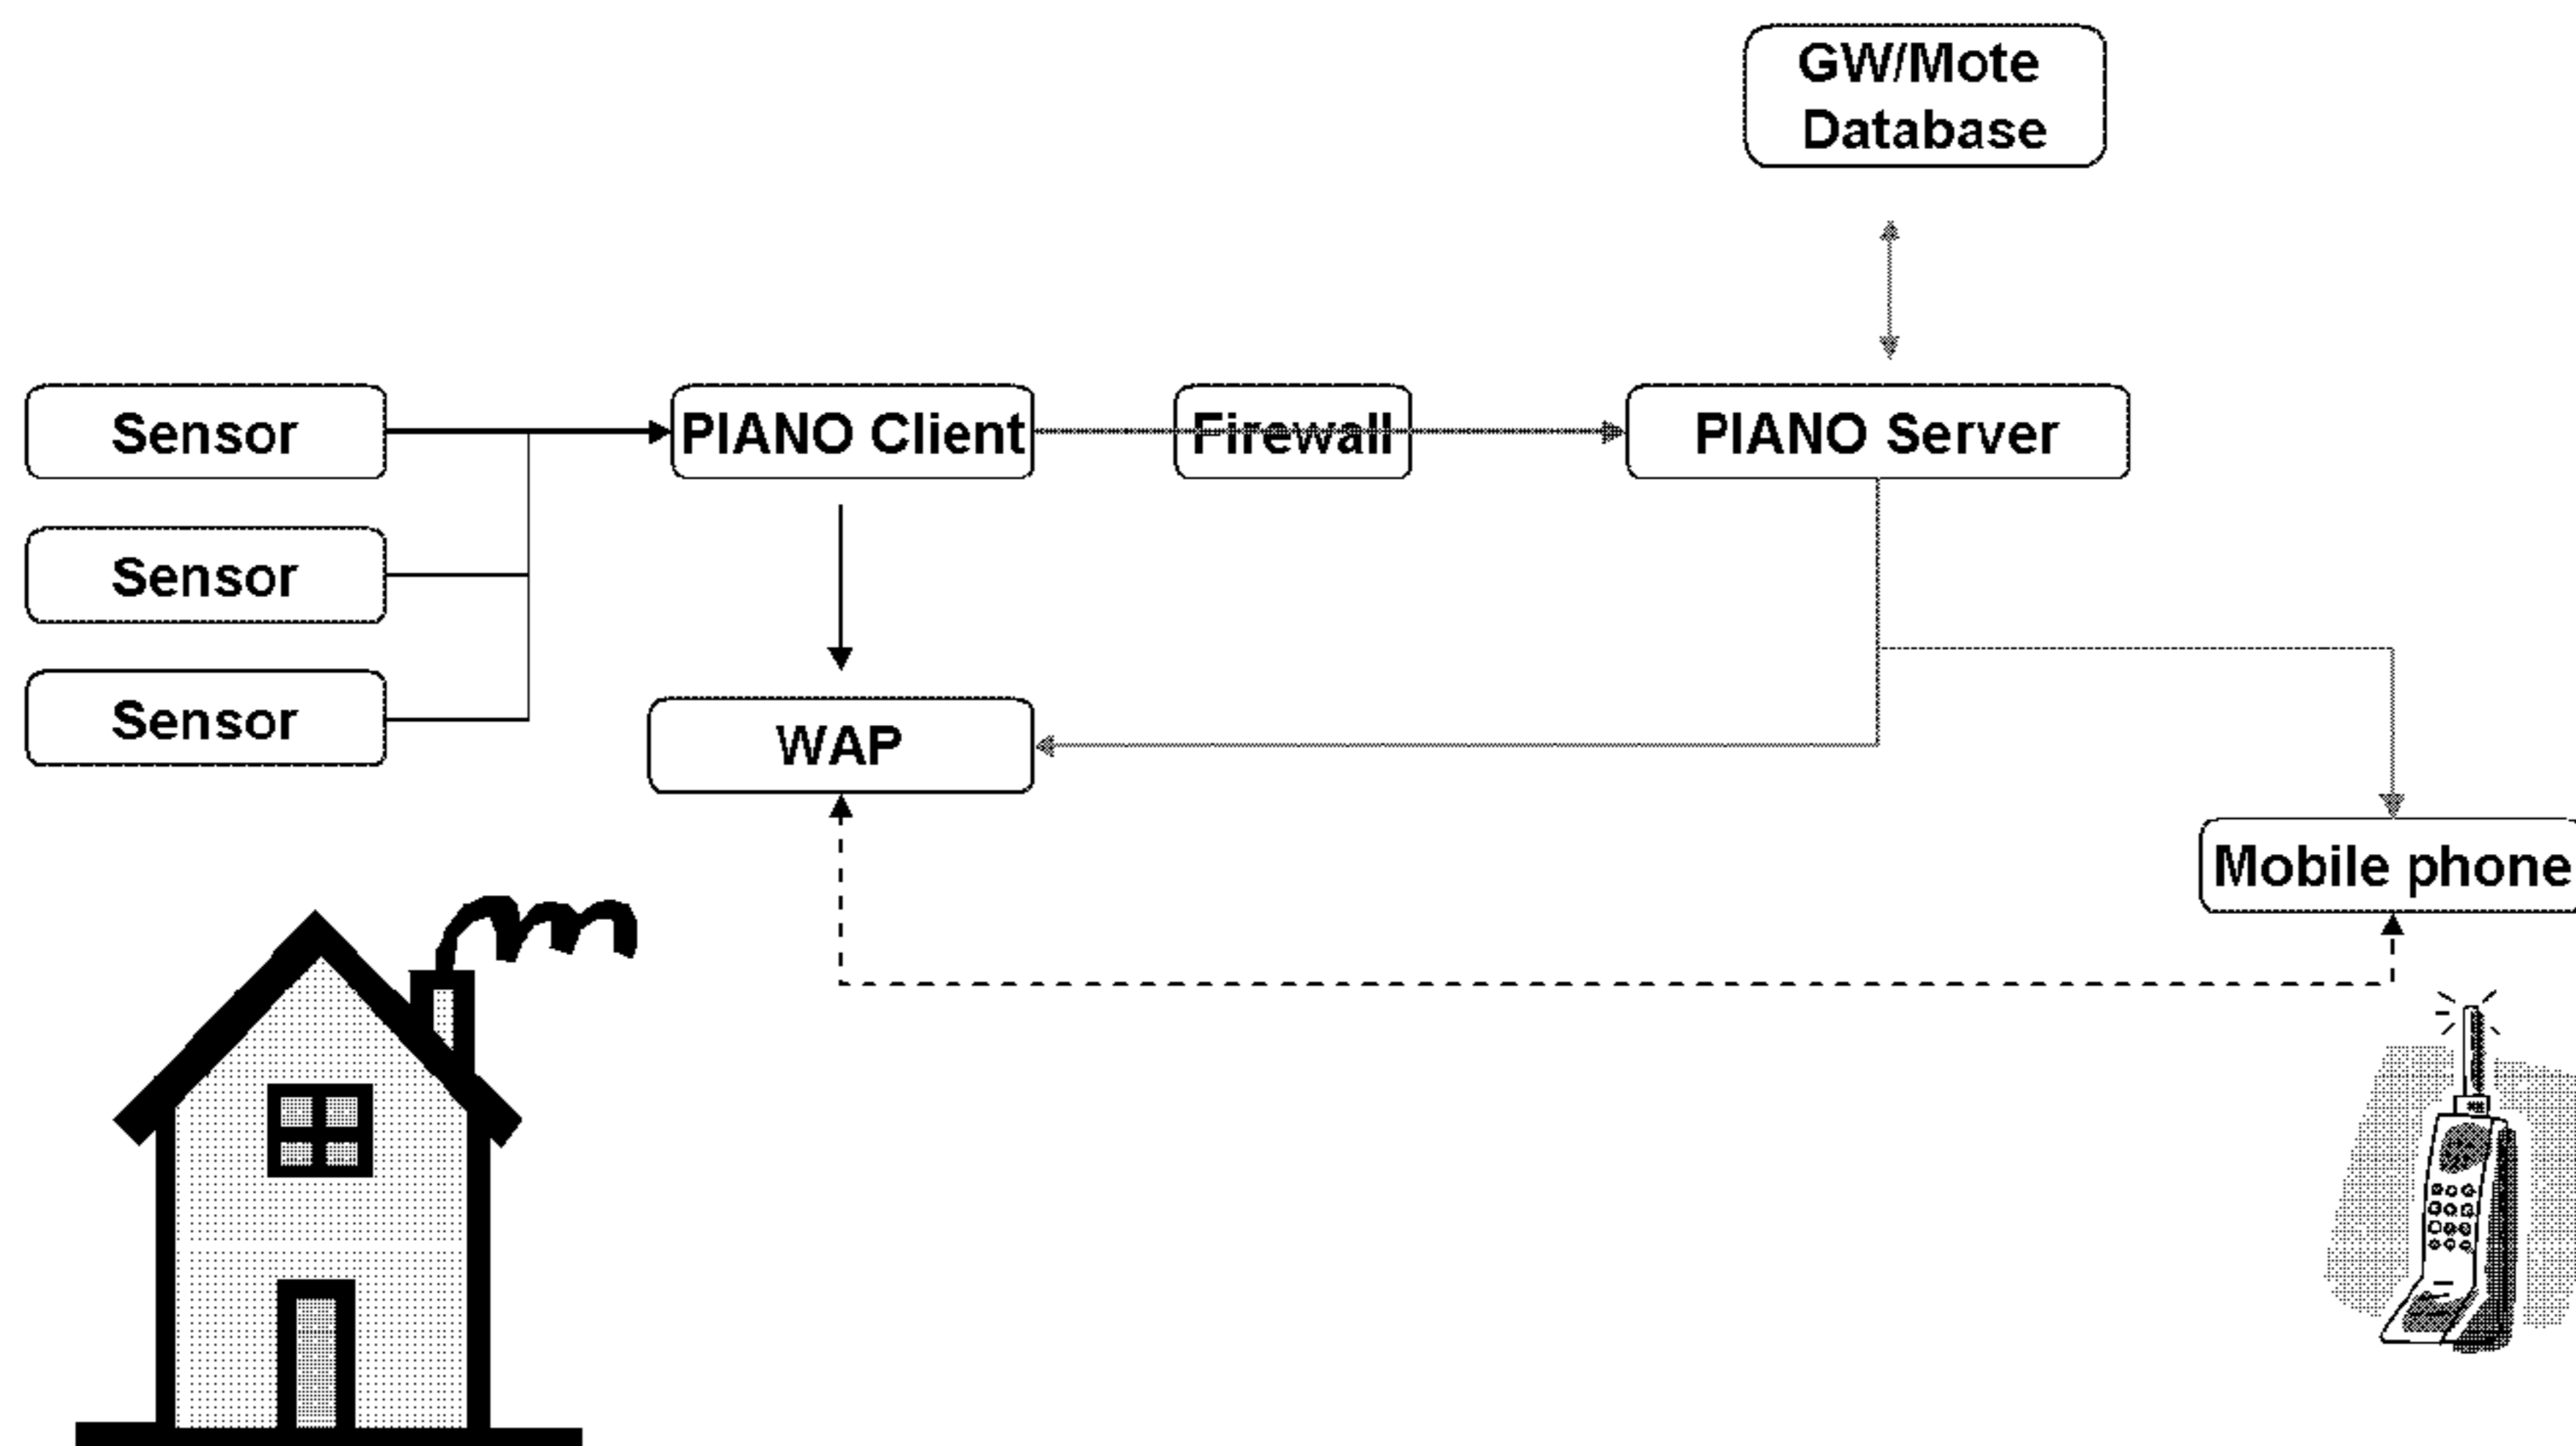 GW/Mote
Database
Sensor
PIANO Client
Firewall
PIANO Server
Sensor
Sensor
WAP
Mobile phone